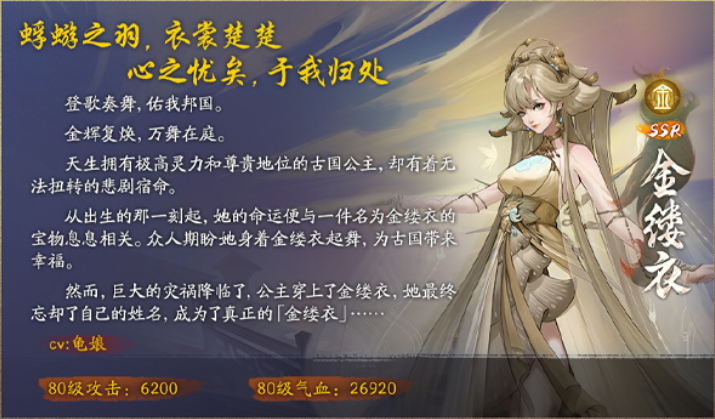 蜉蝣之羽，衣裳楚楚
心之忧矣，于我归处
登歌奏舞，佑我邦国。
金辉复焕，万舞在庭。
天生拥有极高灵力和尊贵地位的古国公主，却有着无
法扭转的悲剧宿命。
从出生的那一刻起，她的命运便与一件名为金缕衣的
宝物息息相关。众人期盼她身着金缕衣起舞，为古国带来
幸福。
然而，巨大的灾祸降临了，公主穿上了金缕衣，她最终
忘却了自己的姓名，成为了真正的「金缕衣」……
cv:龟娘
80级攻击：6200
80级气血：26920
金
SSR
金缕衣